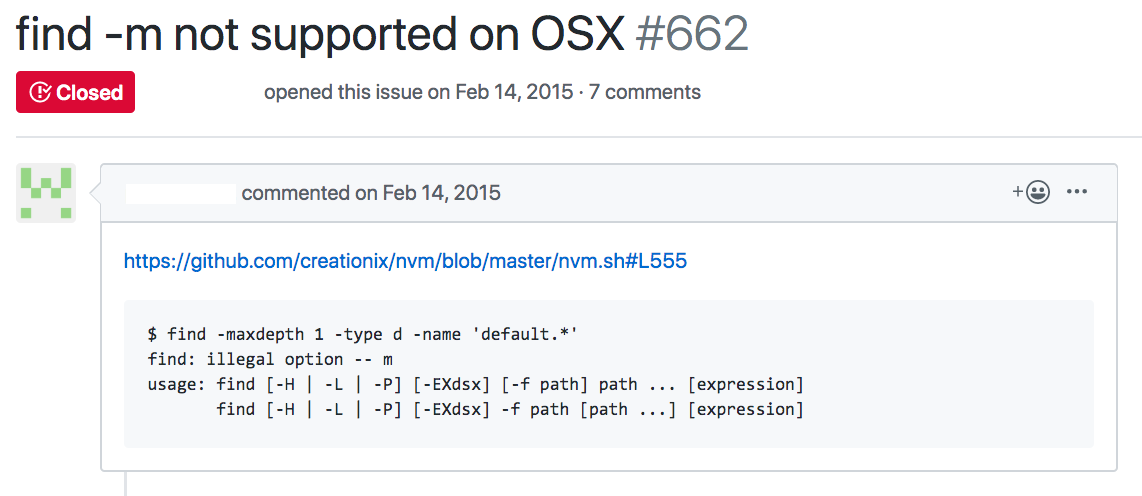 find -m not supported on OSX #662
Closed opened this issue on Feb 14, 2015 · 7 comments
commented on Feb 14, 2015
https://github.com/creationix/nvm/blob/master/nvm.sh#L555
$ find -maxdepth 1 -type d -name 'default.*'
find: illegal option -- m
usage: find [-H | -L | -P] [-EXdsx] [-f path] path ... [expression]
       find [-H | -L | -P] [-EXdsx] -f path [path ...] [expression]